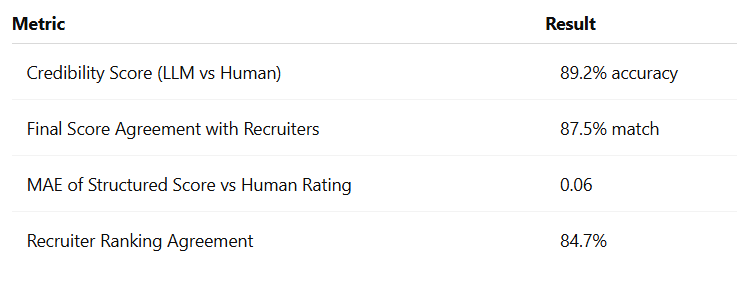 Metric Result
Credibility Score (LLM vs Human) 89.2% accuracy
Final Score Agreement with Recruiters 87.5% match
MAE of Structured Score vs Human Rating 0.06
Recruiter Ranking Agreement 84.7%